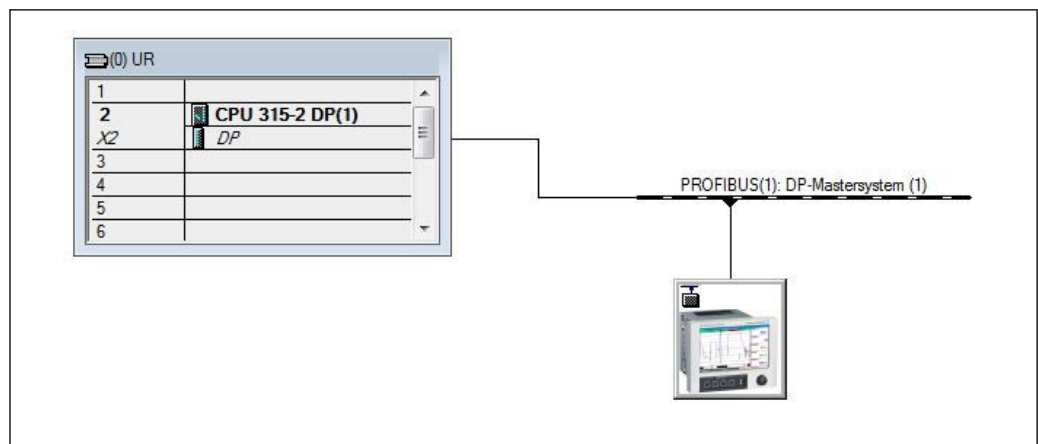 (0) UR
1
2 CPU 315-2 DP(1)
X2 DP
3
4
5
6
PROFIBUS(1): DP-Mastersystem (1)